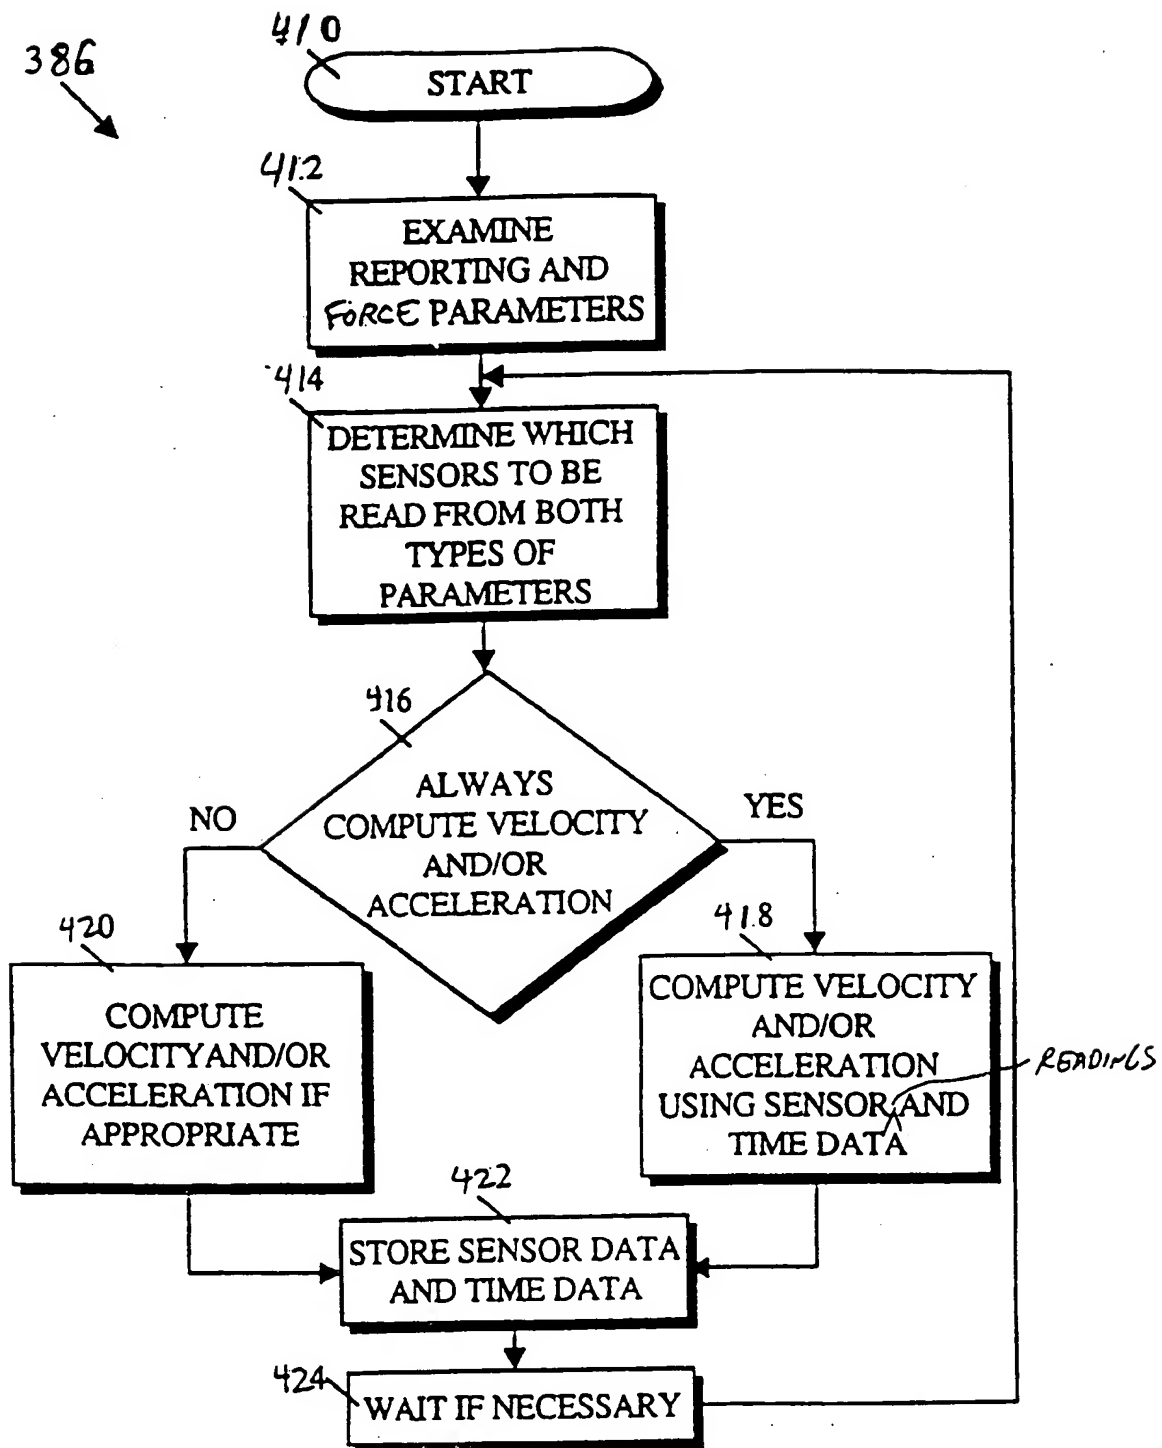 410
386
START
412
EXAMINE
REPORTING AND
FORCE PARAMETERS
414
DETERMINE WHICH
SENSORS TO BE
READ FROM BOTH
TYPES OF
PARAMETERS
416
ALWAYS
COMPUTE VELOCITY
AND/OR
ACCELERATION
NO
YES
420
COMPUTE
VELOCITYAND/OR
ACCELERATION IF
APPROPRIATE
418
COMPUTE VELOCITY
AND/OR
ACCELERATION
USING SENSOR AND
TIME DATA
READINGS
422
STORE SENSOR DATA
AND TIME DATA
424
WAIT IF NECESSARY